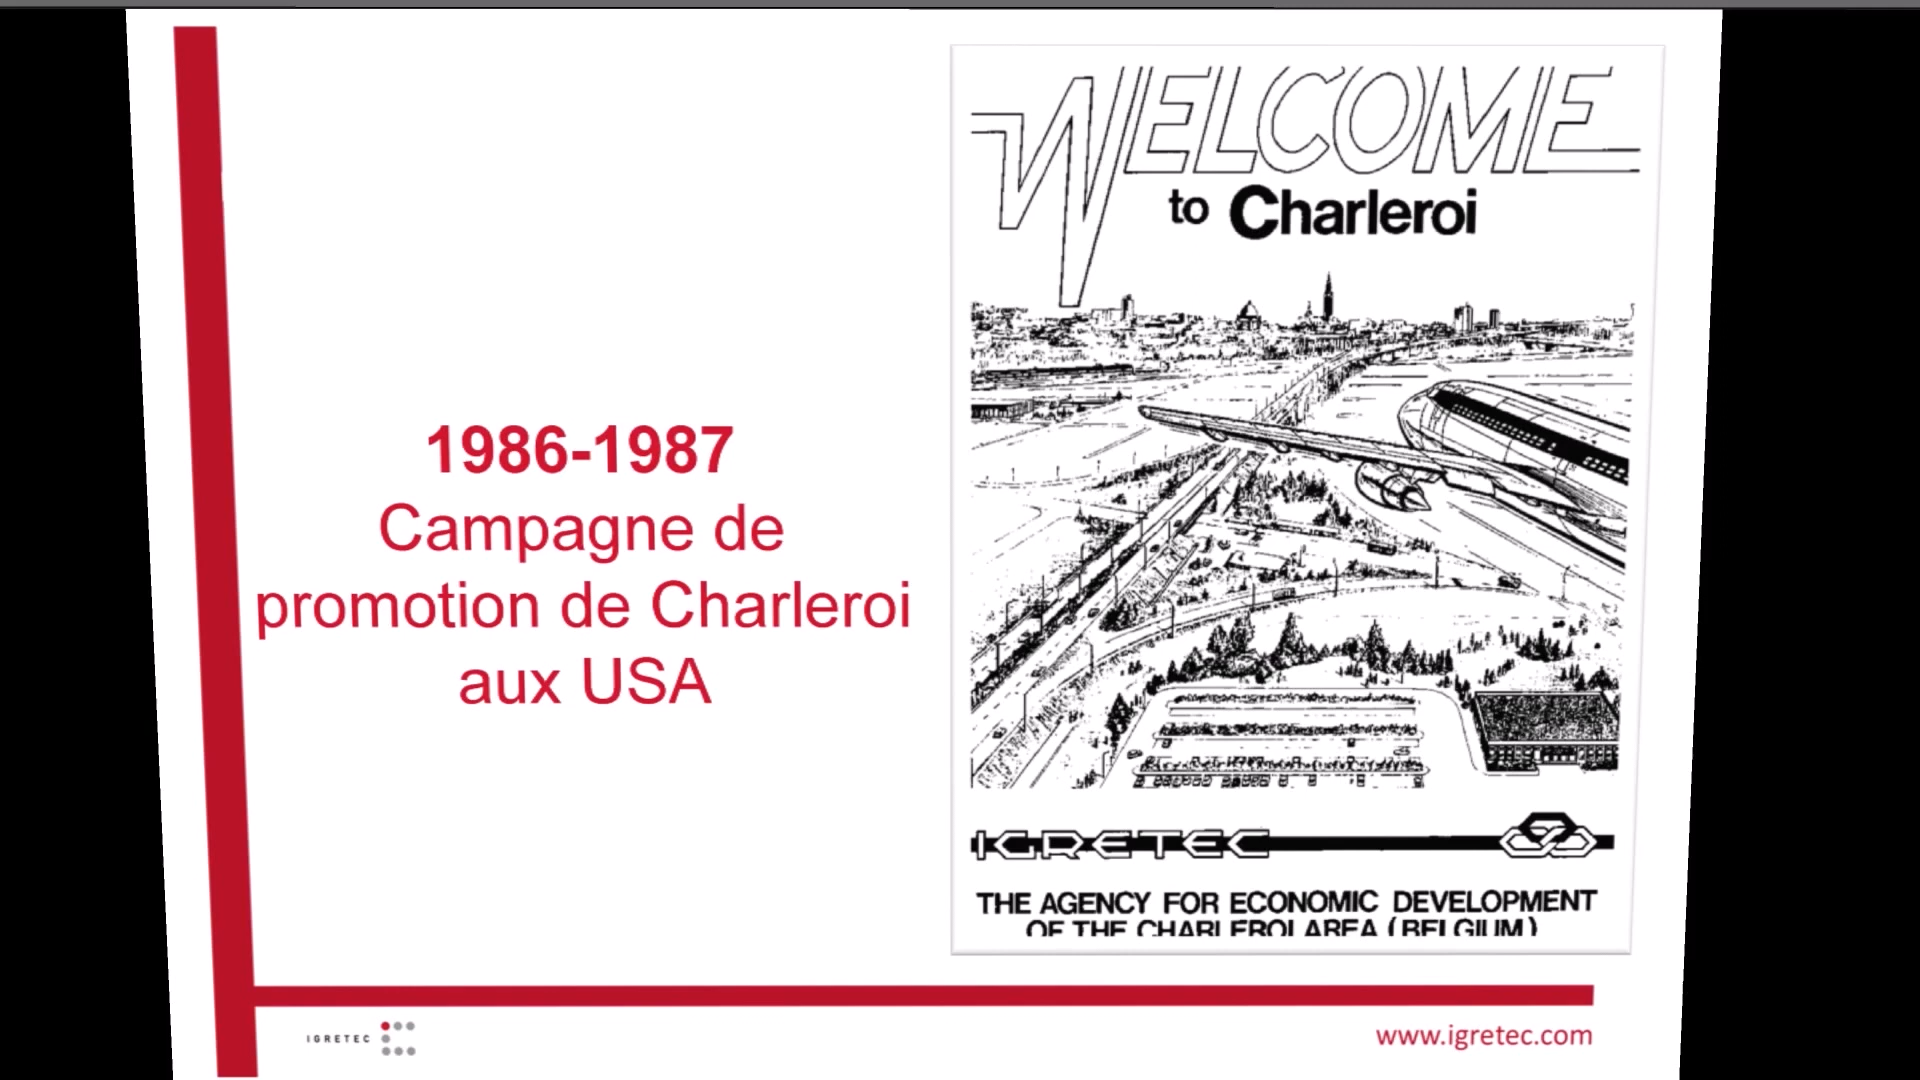 1986-1987
Campagne de
promotion de Charleroi
aux USA
WELCOME
to Charleroi
IGRETEC
THE AGENCY FOR ECONOMIC DEVELOPMENT
OF THE CHARLEROI AREA (BELGIUM)
IGRETEC
www.igretec.com